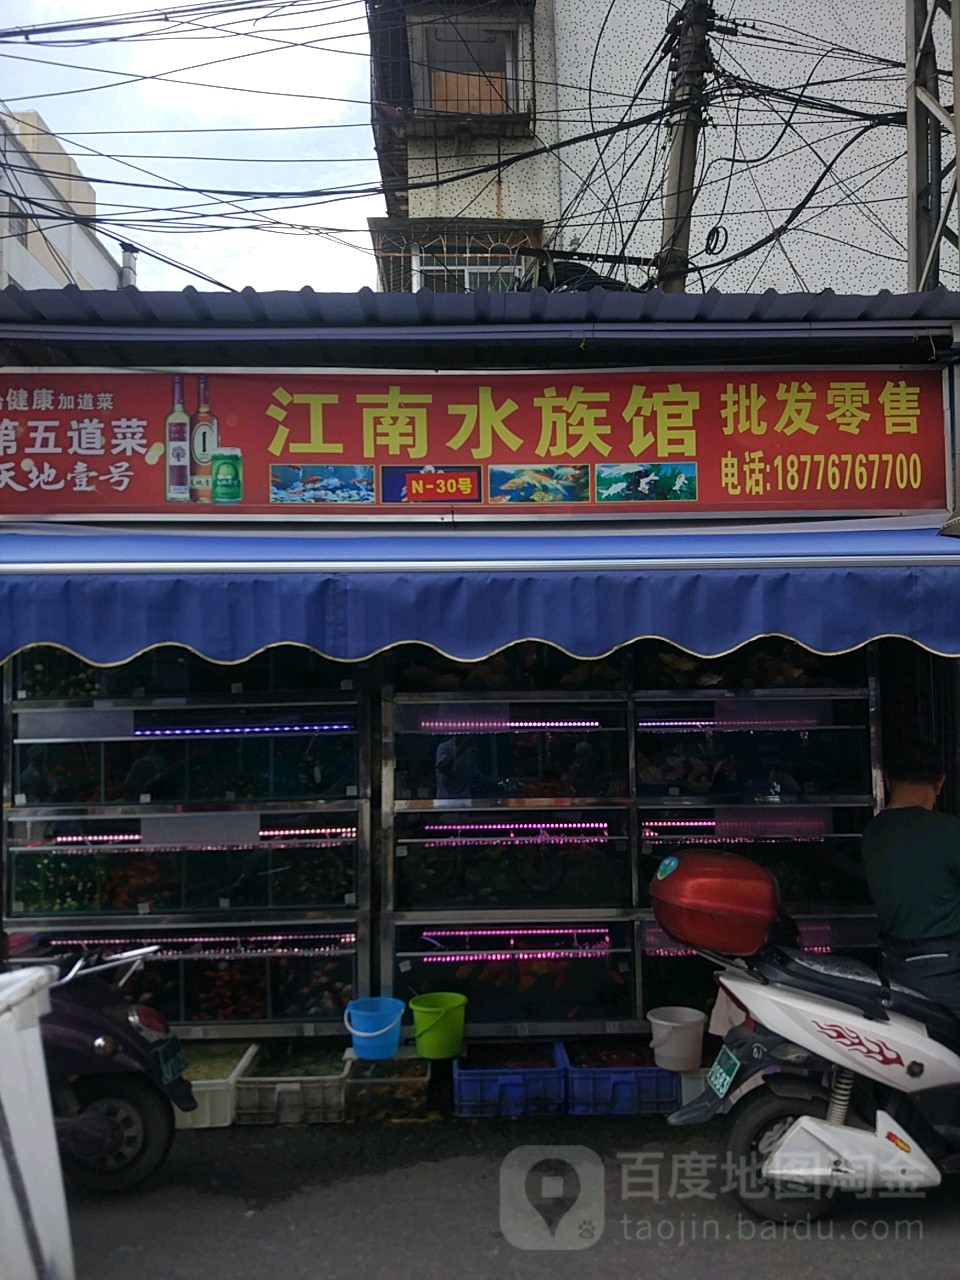 健康加道菜
第五道菜
天地壹号
江南水族馆
N-30号
批发零售
电话:18776767700
百度地图淘金
taojin.baidu.com